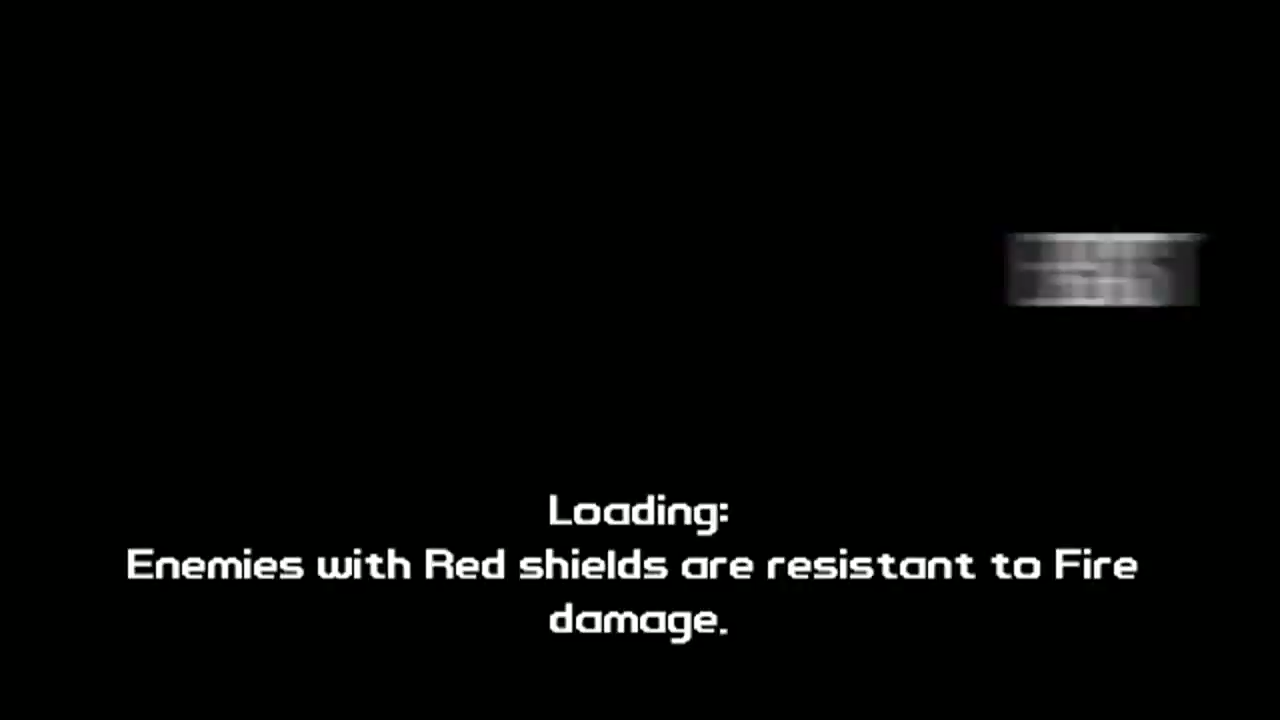 Loading:
Enemies with Red shields are resistant to Fire
damage.